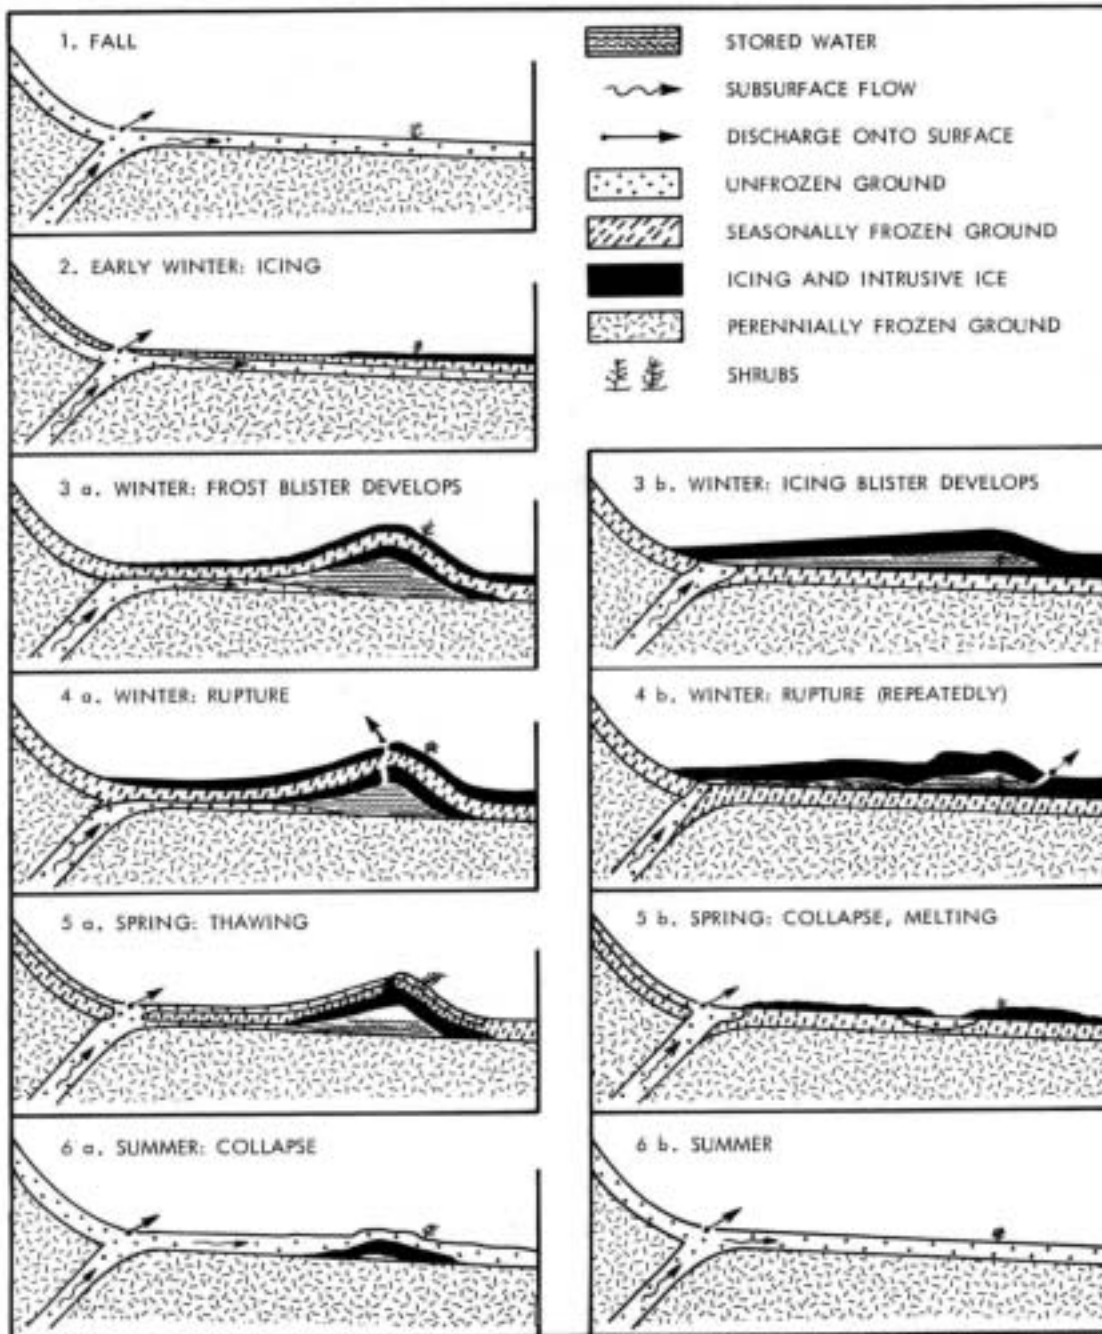 1. FALL
STORED WATER
SUBSURFACE FLOW
DISCHARGE ONTO SURFACE
UNFROZEN GROUND
SEASONALLY FROZEN GROUND
ICING AND INTRUSIVE ICE
PERENNIALLY FROZEN GROUND
SHRUBS
2. EARLY WINTER: ICING
3 a. WINTER: FROST BLISTER DEVELOPS
3 b. WINTER: ICING BLISTER DEVELOPS
4 a. WINTER: RUPTURE
4 b. WINTER: RUPTURE (REPEATEDLY)
5 a. SPRING: THAWING
5 b. SPRING: COLLAPSE, MELTING
6 a. SUMMER: COLLAPSE
6 b. SUMMER